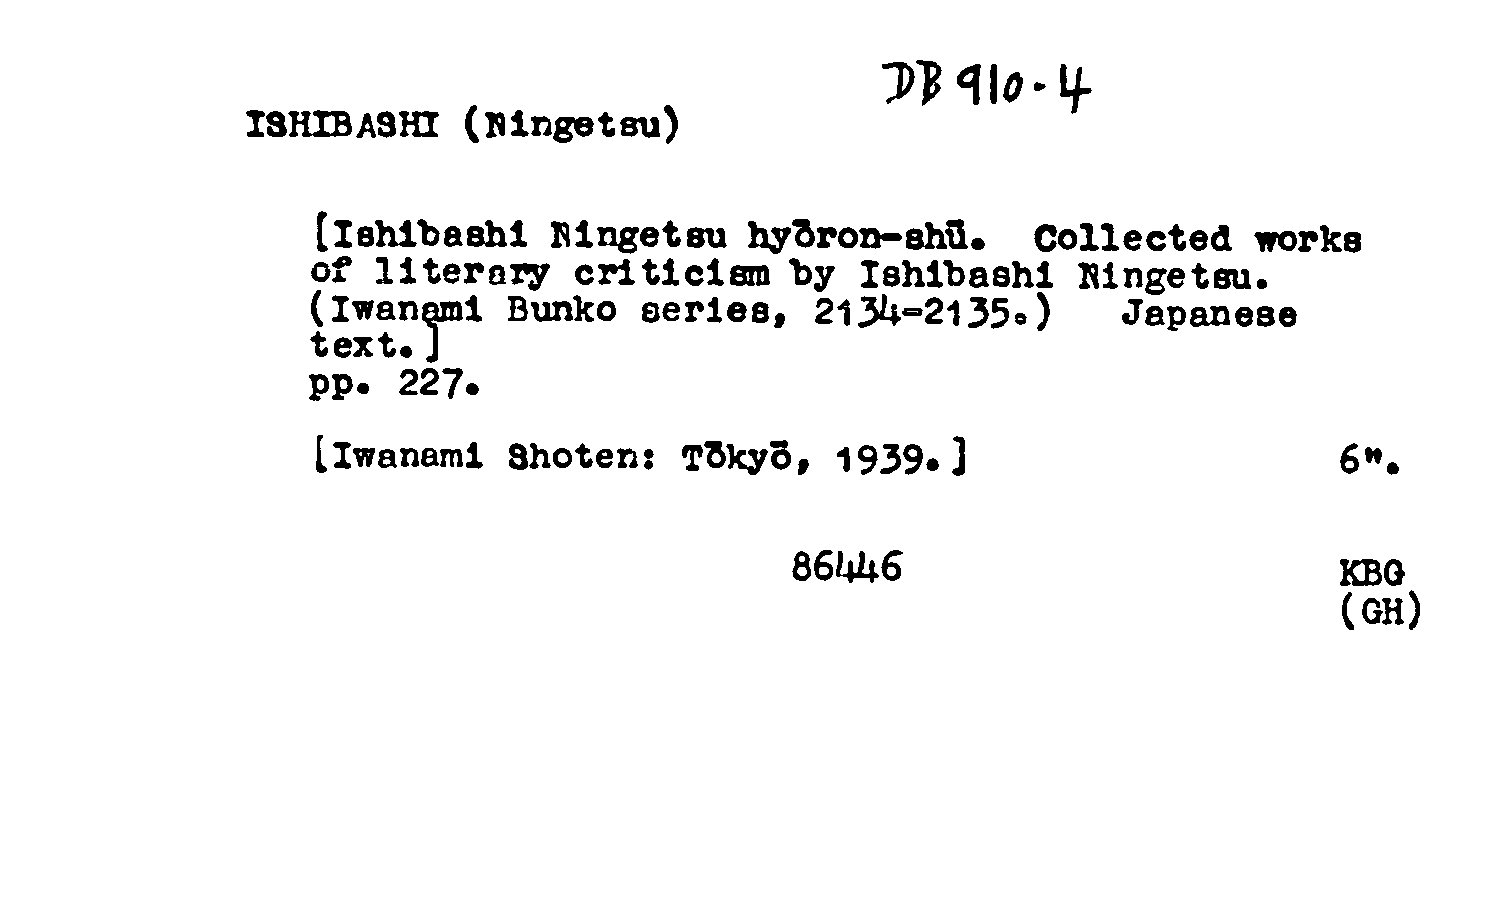 DB 910.4
ISHIBASHI (Ningetsu)
[Ishibashi Ningetsu hyōron-shū. Collected works
of literary criticism by Ishibashi Ningetsu.
(Iwanami Bunko series, 2134-2135.) Japanese
text.]
pp. 227.
[Iwanami Shoten: Tōkyō, 1939.] 6".
86446 KBG
(GH)